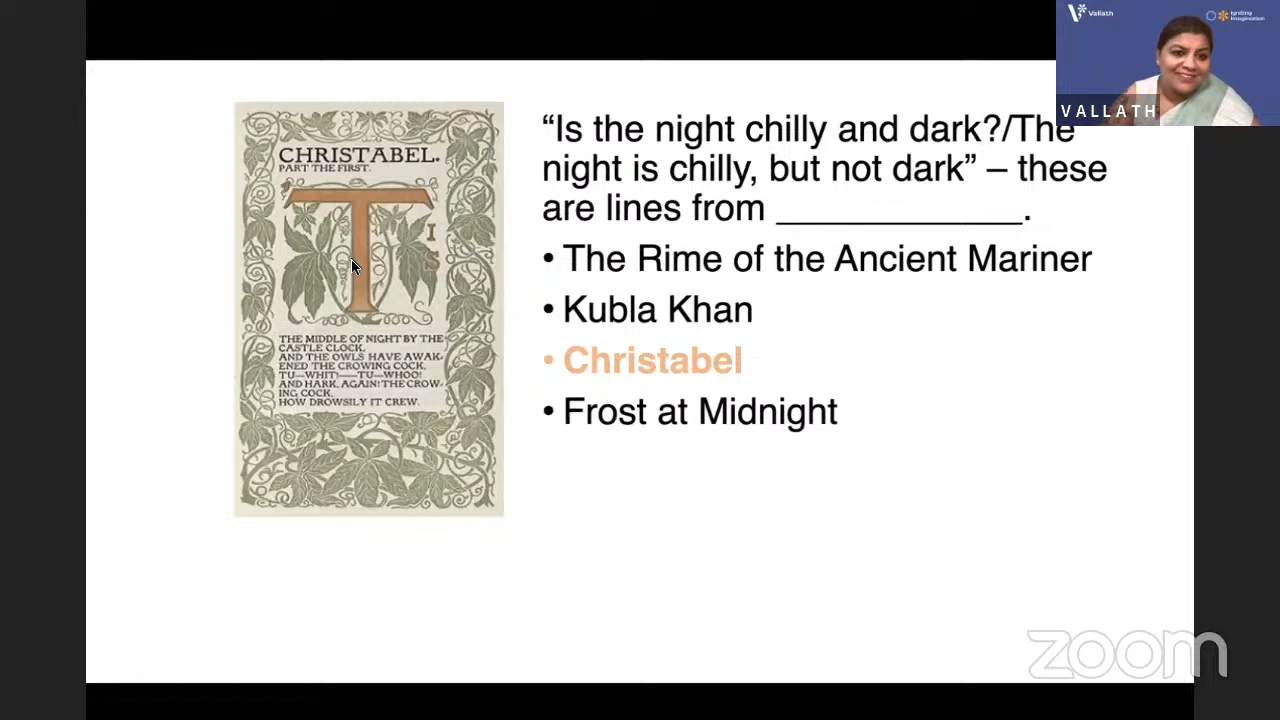 Vallath
Igniting
Imagination
VALLATH
CHRISTABEL.
PART THE FIRST.
T
I
S
THE MIDDLE OF NIGHT BY THE
CASTLE CLOCK,
AND THE OWLS HAVE AWAK-
ENED THE CROWING COCK,
TU—WHIT!——TU—WHOO!
AND HARK, AGAIN! THE CROW-
ING COCK,
HOW DROWSILY IT CREW.
“Is the night chilly and dark?/The
night is chilly, but not dark” – these
are lines from ____________.
• The Rime of the Ancient Mariner
• Kubla Khan
• Christabel
• Frost at Midnight
zoom